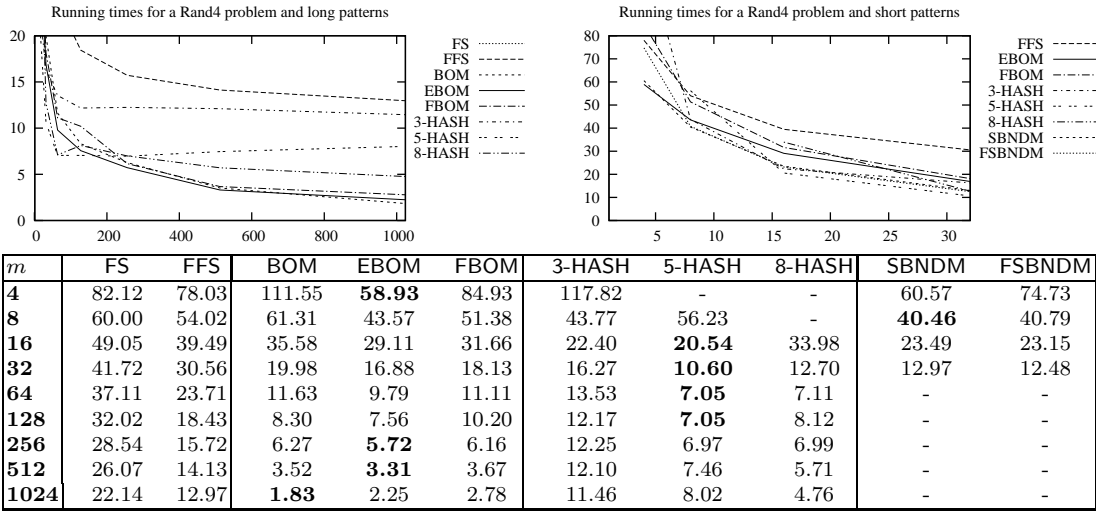 Running times for a Rand4 problem and long patterns
20
15
10
5
0
0 200 400 600 800 1000
FS
FFS
BOM
EBOM
FBOM
3-HASH
5-HASH
8-HASH
Running times for a Rand4 problem and short patterns
80
70
60
50
40
30
20
10
0
5 10 15 20 25 30
FFS
EBOM
FBOM
3-HASH
5-HASH
8-HASH
SBNDM
FSBNDM
m FS FFS BOM EBOM FBOM 3-HASH 5-HASH 8-HASH SBNDM FSBNDM
4 82.12 78.03 111.55 58.93 84.93 117.82 - - 60.57 74.73
8 60.00 54.02 61.31 43.57 51.38 43.77 56.23 - 40.46 40.79
16 49.05 39.49 35.58 29.11 31.66 22.40 20.54 33.98 23.49 23.15
32 41.72 30.56 19.98 16.88 18.13 16.27 10.60 12.70 12.97 12.48
64 37.11 23.71 11.63 9.79 11.11 13.53 7.05 7.11 - -
128 32.02 18.43 8.30 7.56 10.20 12.17 7.05 8.12 - -
256 28.54 15.72 6.27 5.72 6.16 12.25 6.97 6.99 - -
512 26.07 14.13 3.52 3.31 3.67 12.10 7.46 5.71 - -
1024 22.14 12.97 1.83 2.25 2.78 11.46 8.02 4.76 - -